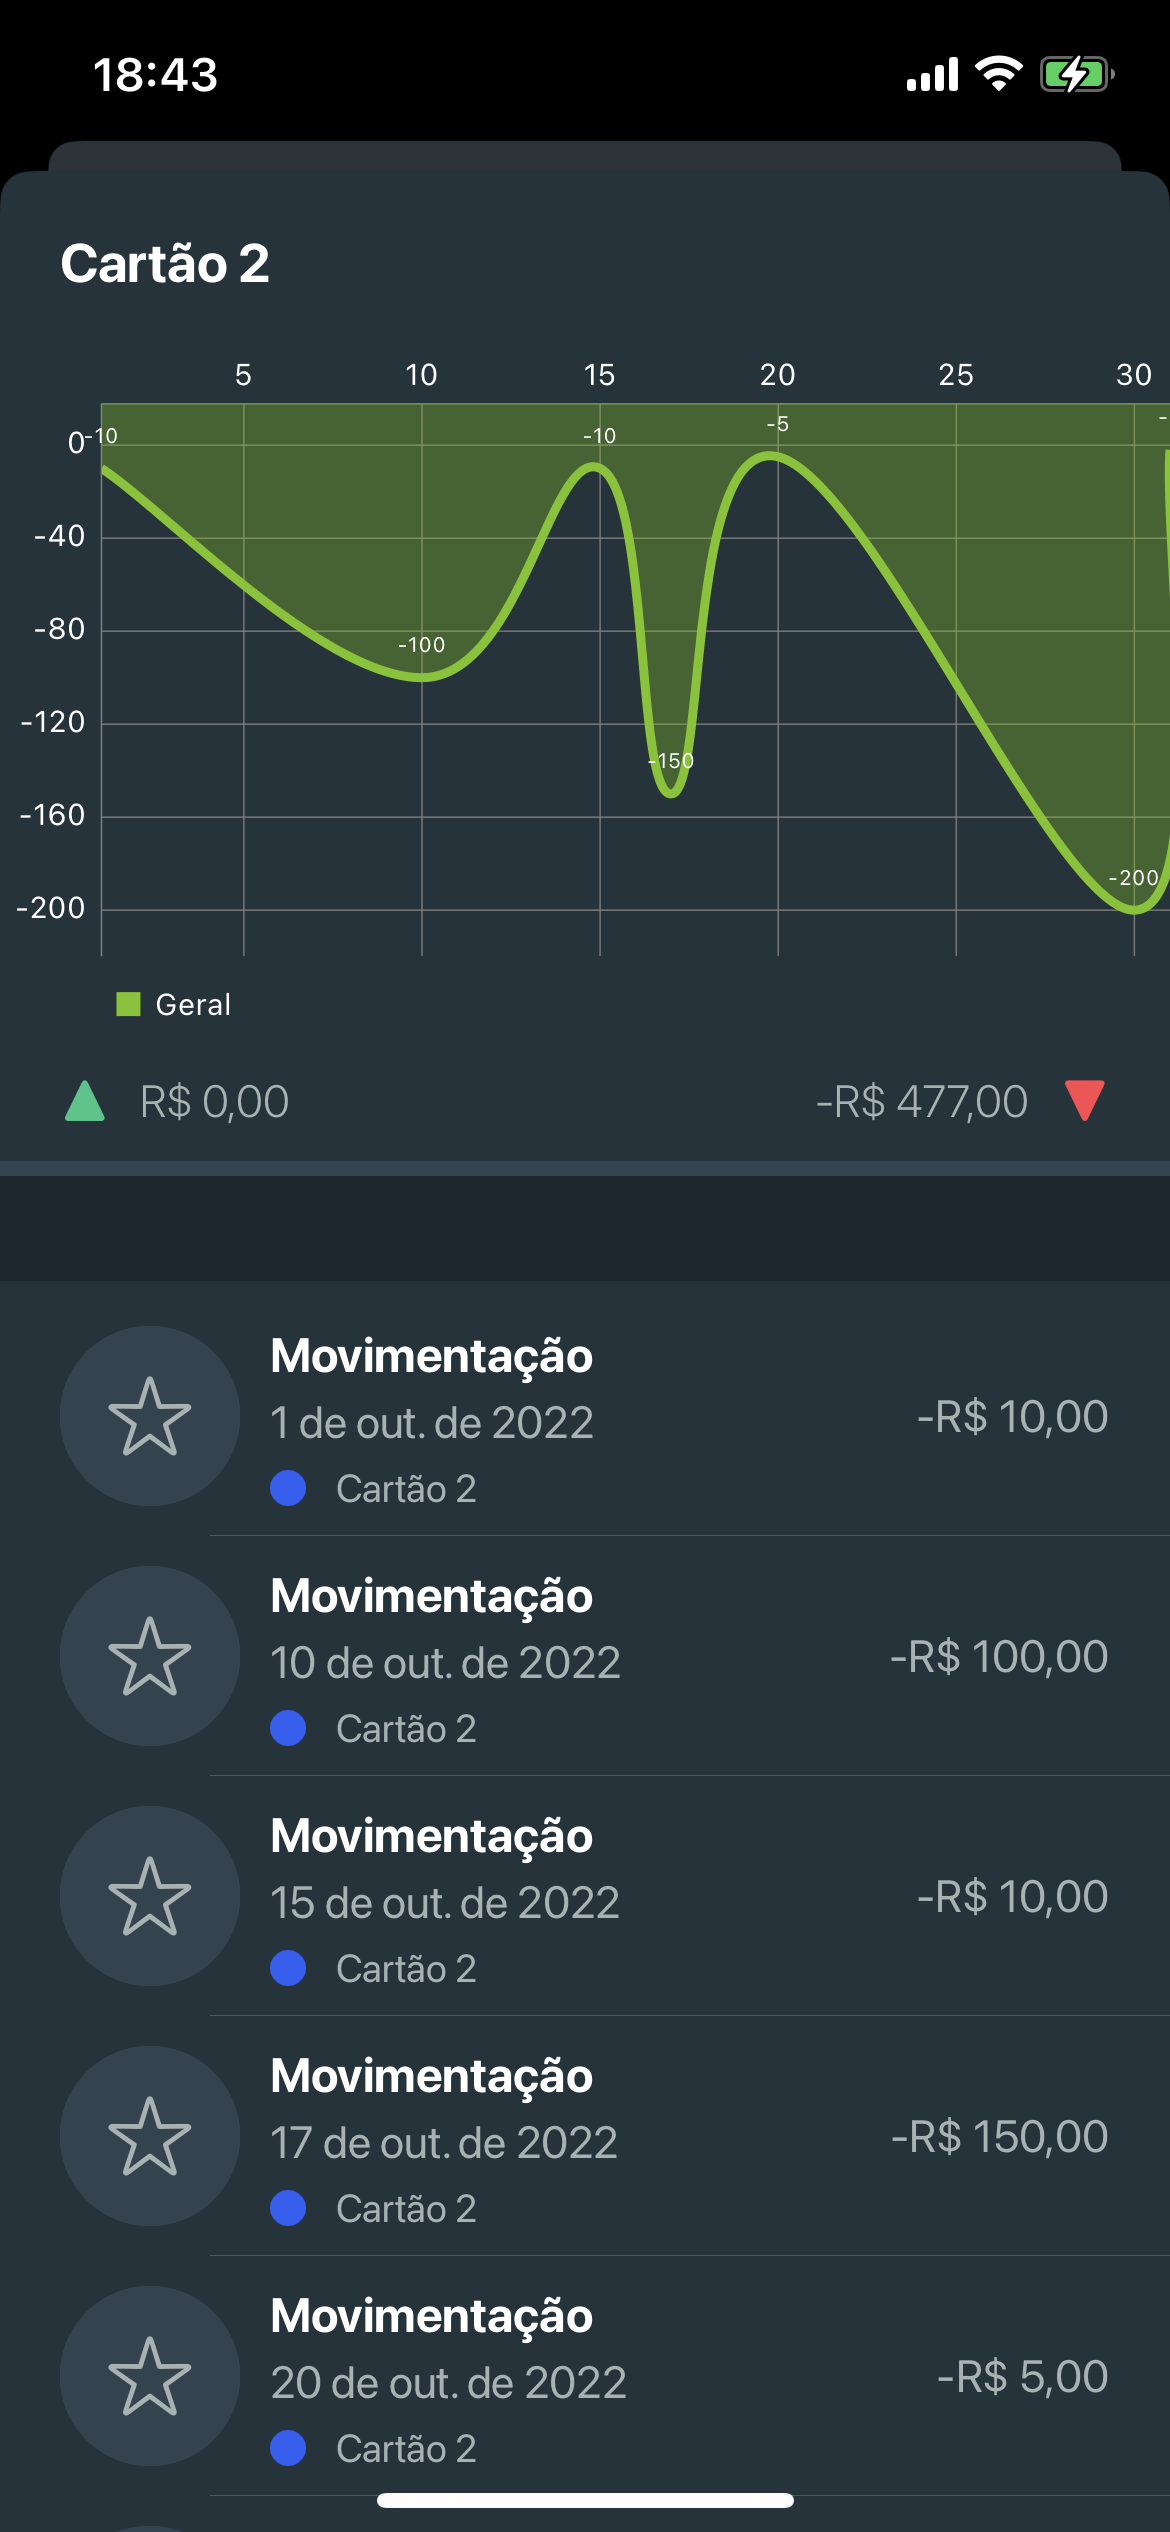 18:43
Cartão 2
5 10 15 20 25 30
0
-10
-10
-5
-
-40
-80
-100
-120
-150
-160
-200
-200
Geral
R$ 0,00 -R$ 477,00
Movimentação
1 de out. de 2022
-R$ 10,00
Cartão 2
Movimentação
10 de out. de 2022
-R$ 100,00
Cartão 2
Movimentação
15 de out. de 2022
-R$ 10,00
Cartão 2
Movimentação
17 de out. de 2022
-R$ 150,00
Cartão 2
Movimentação
20 de out. de 2022
-R$ 5,00
Cartão 2